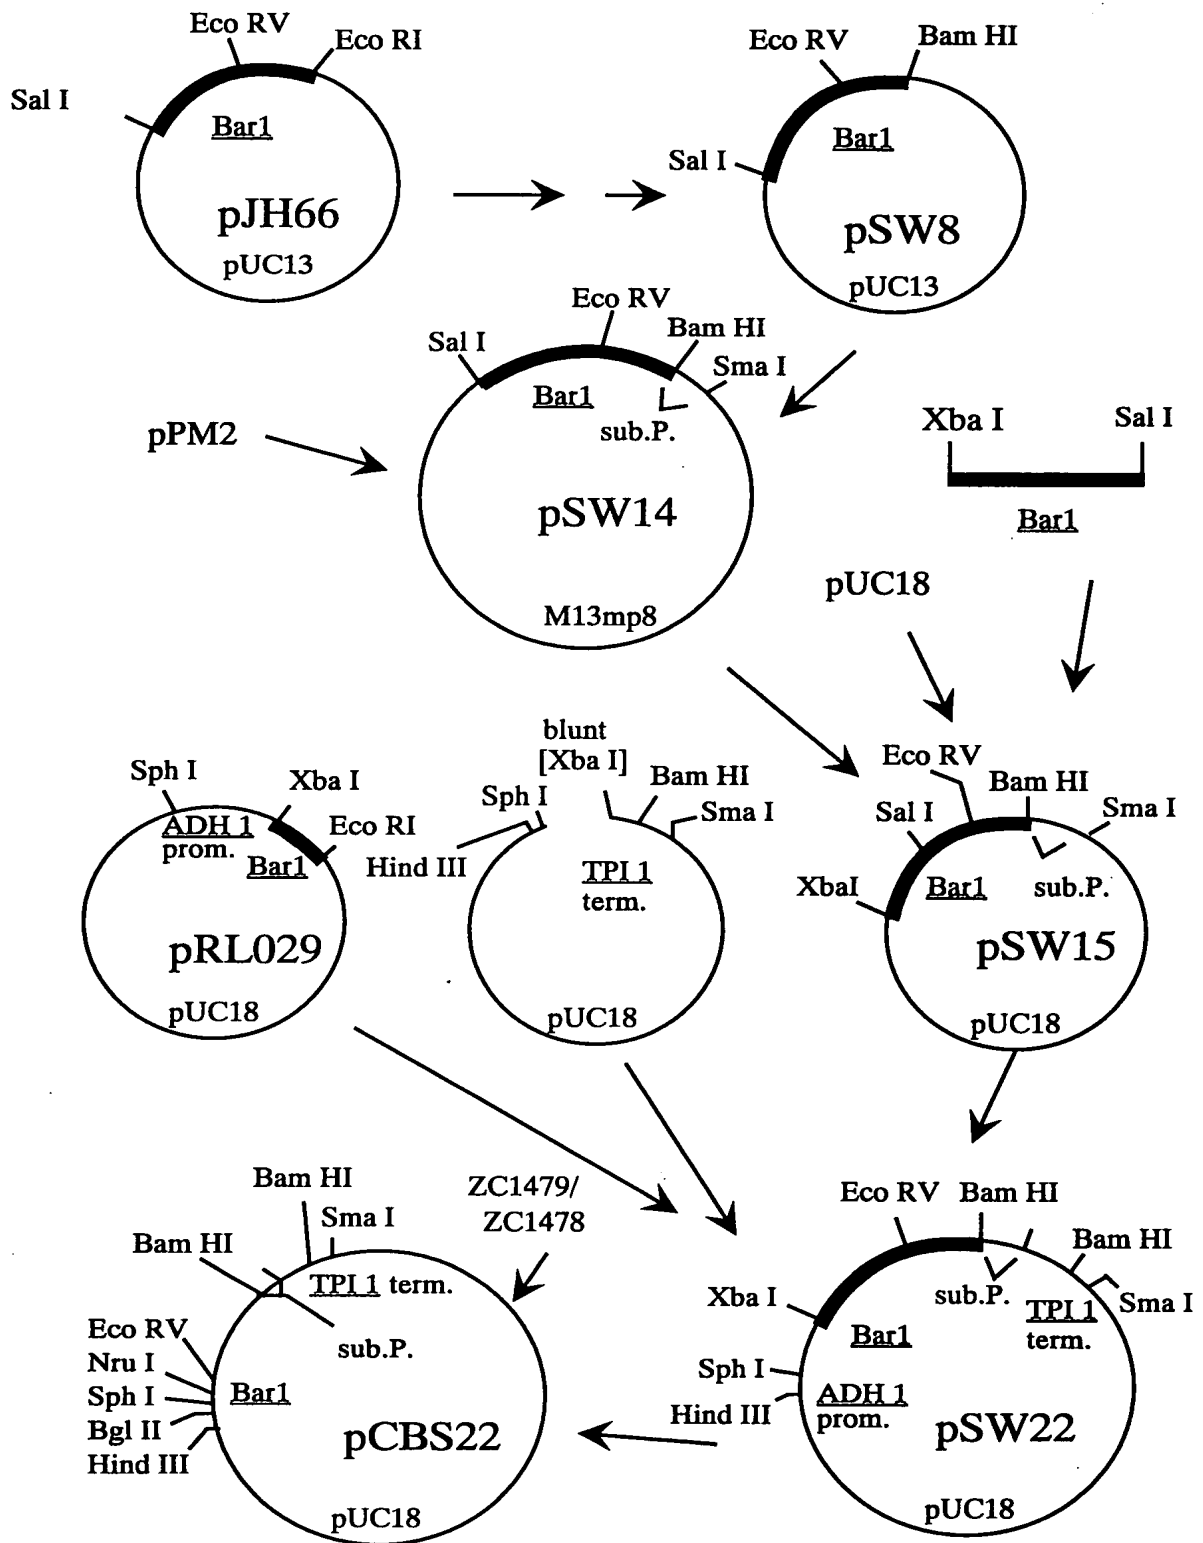 Eco RV
Eco RI
Sal I
Bar1
pJH66
pUC13
Eco RV
Bam HI
Bar1
Sal I
pSW8
pUC13
Eco RV
Bam HI
Sal I
Sma I
Bar1
sub.P.
pPM2
pSW14
M13mp8
Xba I
Sal I
Bar1
pUC18
Sph I
Xba I
ADH 1
prom.
Eco RI
Bar1
pRL029
pUC18
blunt
[Xba I]
Bam HI
Sph I
Sma I
Hind III
TPI 1
term.
pUC18
Eco RV
Bam HI
Sal I
Sma I
XbaI
Bar1
sub.P.
pSW15
pUC18
Bam HI
Sma I
ZC1479/
ZC1478
Bam HI
TPI 1 term.
Eco RV
sub.P.
Nru I
Sph I
Bar1
Bgl II
Hind III
pCBS22
pUC18
Eco RV
Bam HI
Bam HI
Xba I
sub.P.
Sma I
Bar1
TPI 1
term.
Sph I
Hind III
ADH 1
prom.
pSW22
pUC18